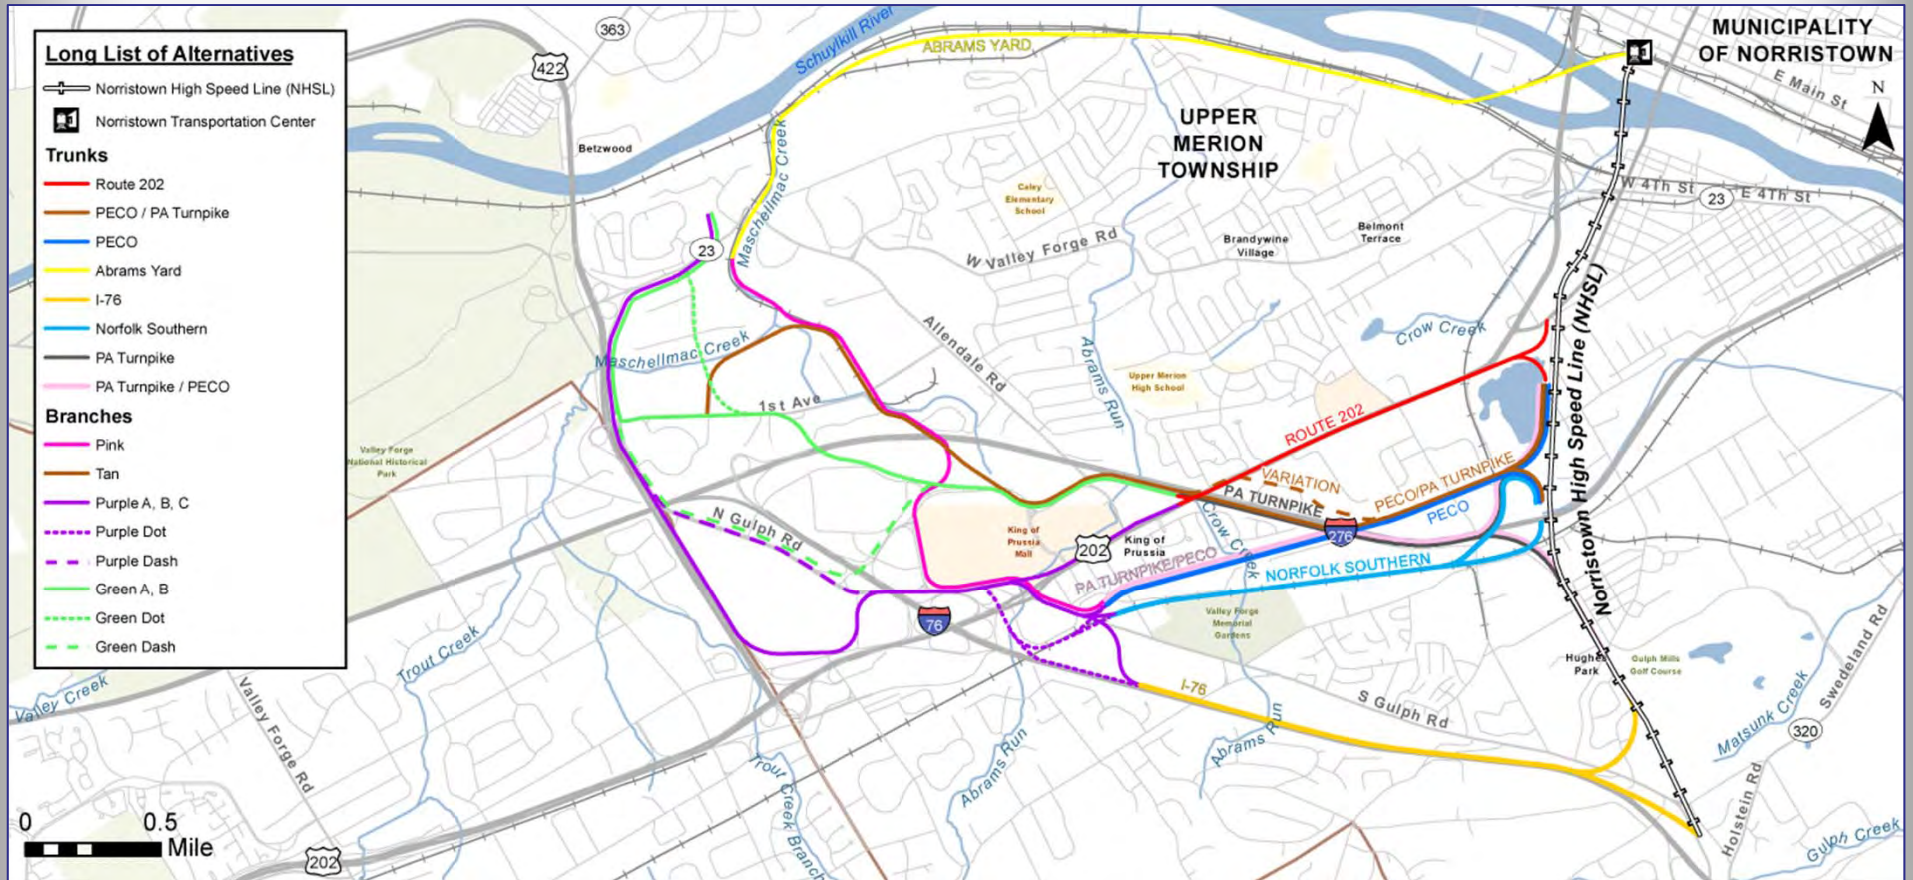 Long List of Alternatives
Norristown High Speed Line (NHSL)
Norristown Transportation Center
Trunks
Route 202
PECO / PA Turnpike
PECO
Abrams Yard
I-76
Norfolk Southern
PA Turnpike
PA Turnpike / PECO
Branches
Pink
Tan
Purple A, B, C
Purple Dot
Purple Dash
Green A, B
Green Dot
Green Dash
363
422
Schuylkill River
ABRAMS YARD
MUNICIPALITY
OF NORRISTOWN
E Main St
N
UPPER
MERION
TOWNSHIP
Betzwood
Maschellmac Creek
Caley
Elementary
School
W 4Th St
23
E 4Th St
23
W Valley Forge Rd
Brandywine
Village
Belmont
Terrace
Norristown High Speed Line (NHSL)
Allendale Rd
Crow Creek
Maschellmac Creek
Abrams Run
Upper Merion
High School
1st Ave
ROUTE 202
Valley Forge
National Historical
Park
VARIATION
PA TURNPIKE
PECO/PA TURNPIKE
PECO
276
N Gulph Rd
King of
Prussia
Mall
202
King of
Prussia
Crow Creek
PA TURNPIKE/PECO
NORFOLK SOUTHERN
76
Valley Forge
Memorial
Gardens
Trout Creek
Hughes
Park
Gulph Mills
Golf Course
Swedeland Rd
Valley Creek
Valley Forge Rd
I-76
S Gulph Rd
Matsunk Creek
320
Abrams Run
Abrams Run
Trout Creek Branch
Holstein Rd
Gulph Creek
0
0.5
Mile
202